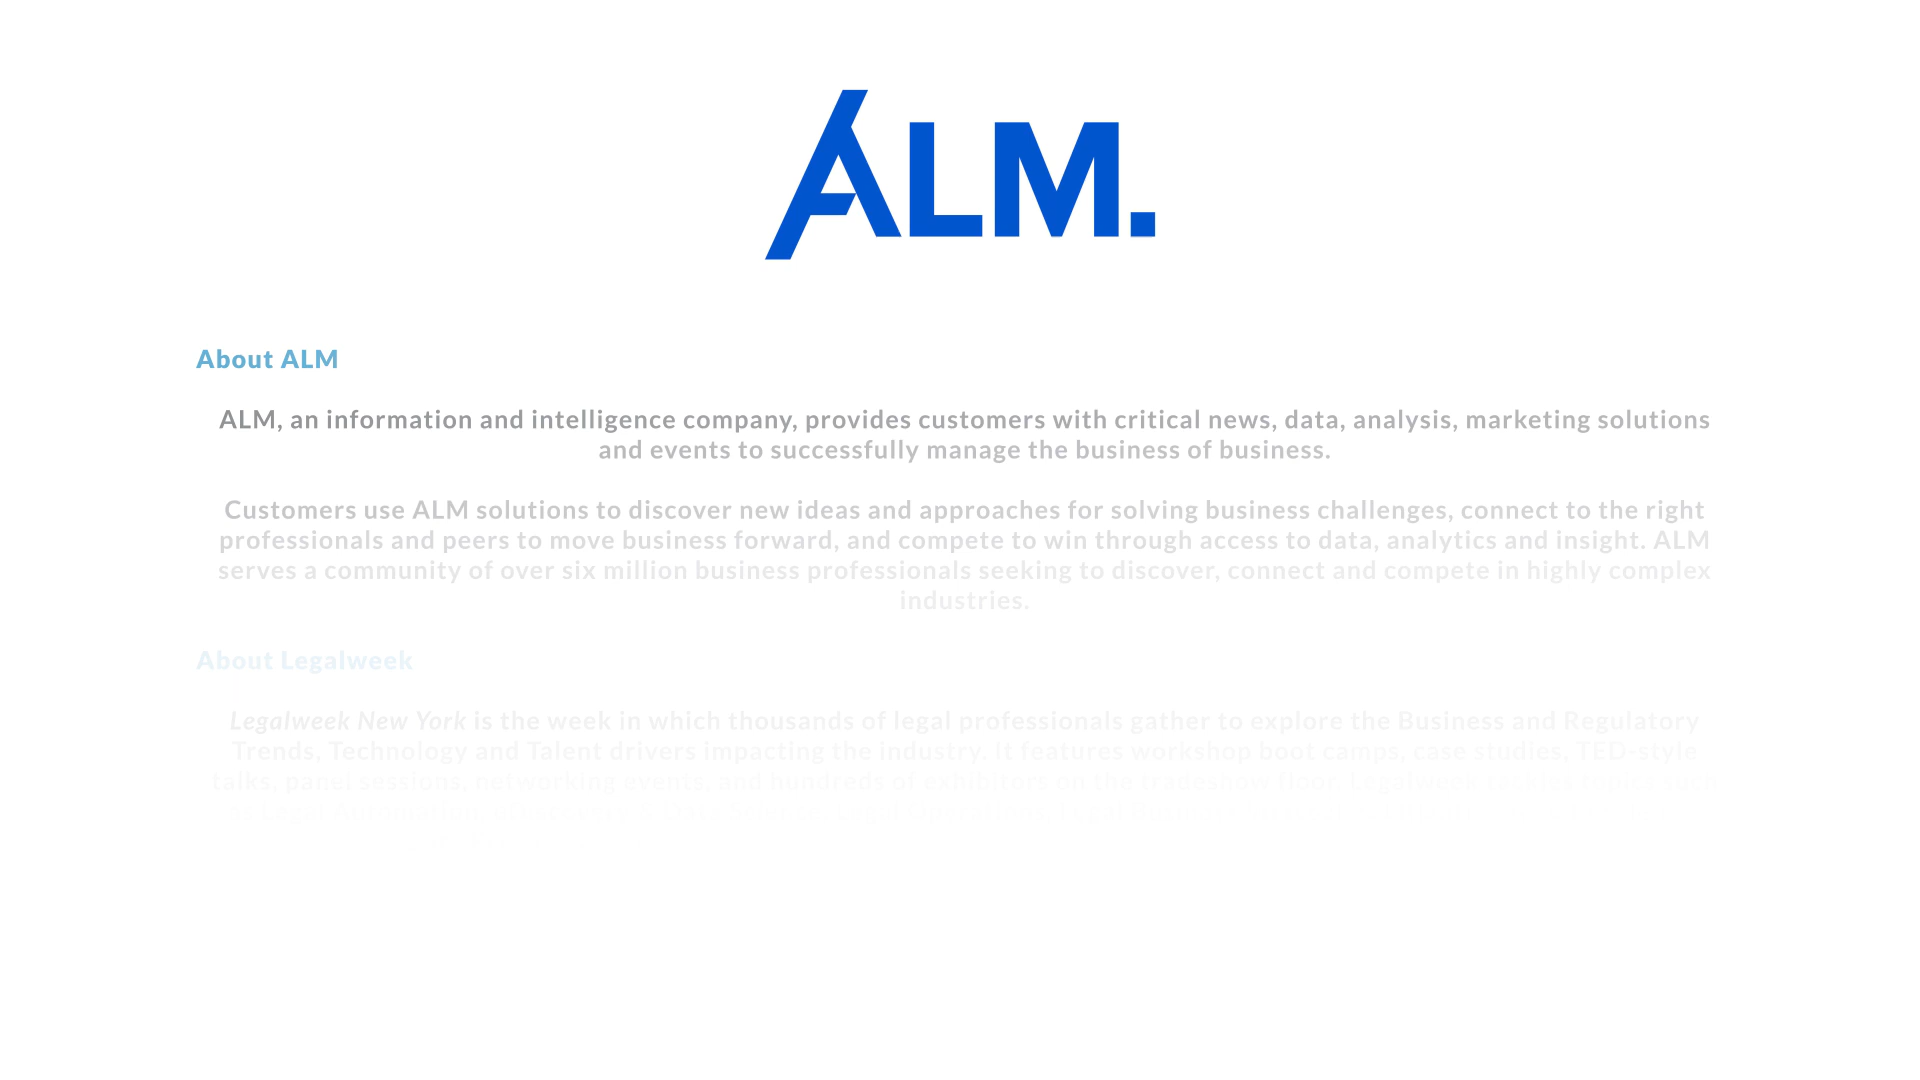 ALM.
About ALM
ALM, an information and intelligence company, provides customers with critical news, data, analysis, marketing solutions
and events to successfully manage the business of business.
Customers use ALM solutions to discover new ideas and approaches for solving business challenges, connect to the right
professionals and peers to move business forward, and compete to win through access to data, analytics and insight. ALM
serves a community of over six million business professionals seeking to discover, connect and compete in highly complex
industries.
About Legalweek
Legalweek New York is the week in which thousands of legal professionals gather to explore the Business and Regulatory
Trends, Technology and Talent drivers impacting the industry. It features workshop boot camps, case studies, TED-style
talks, panel sessions, networking events, and hundreds of exhibitors on the tradeshow floor. Legalweek tackles topics such
as Legal